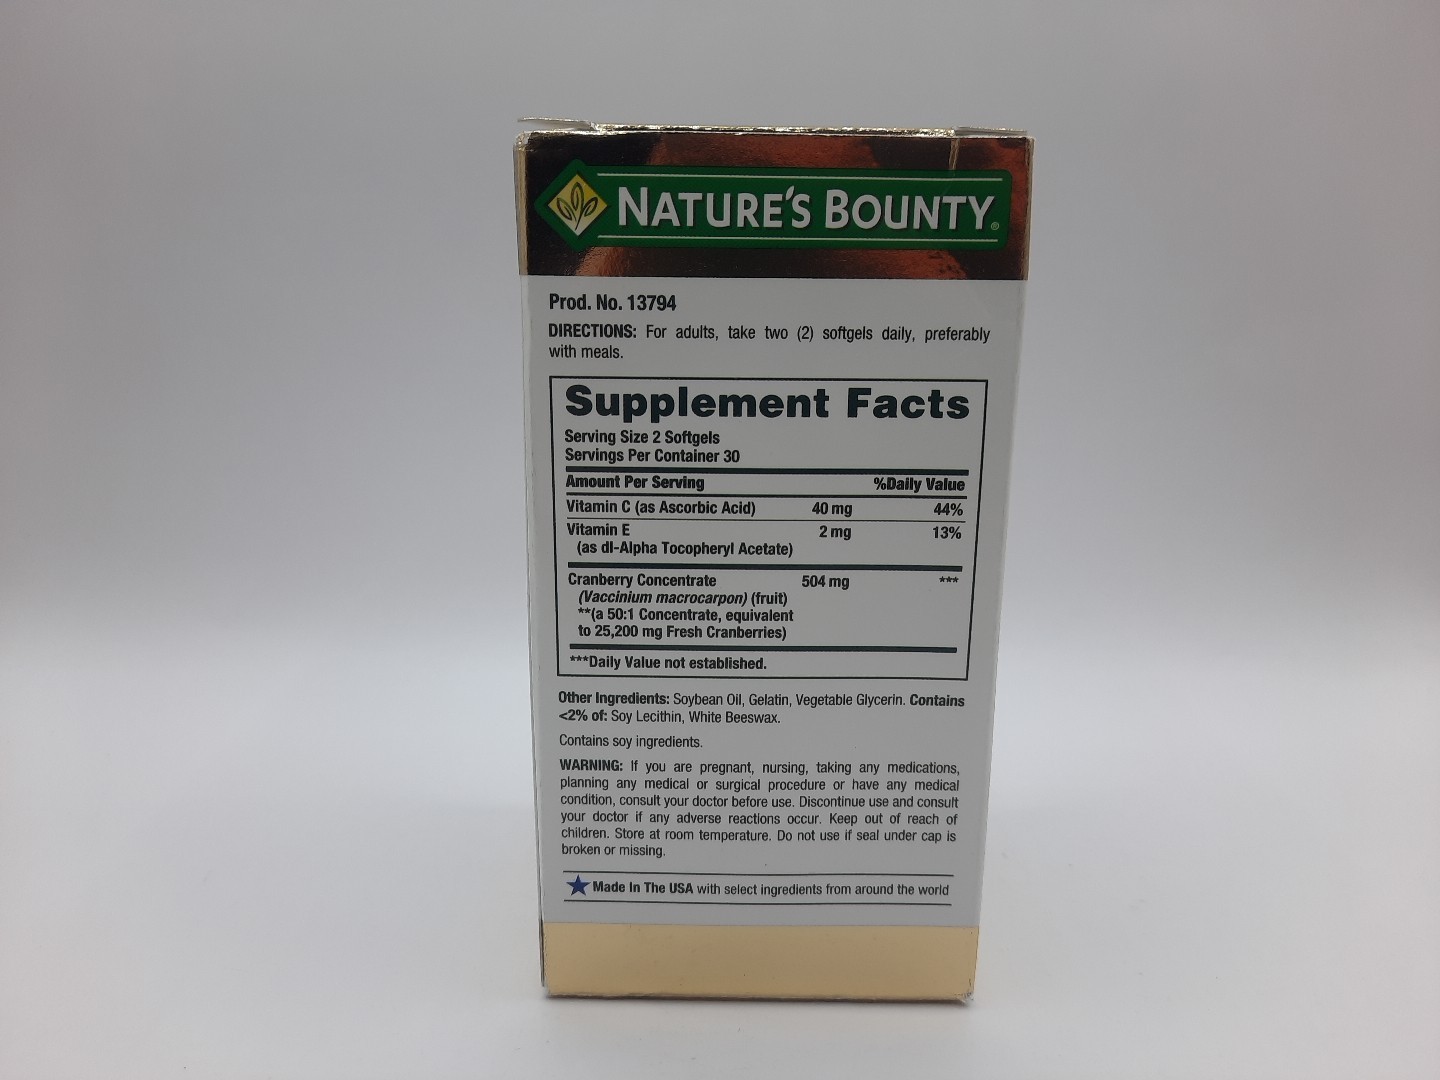 NATURE'S BOUNTY®
Prod. No. 13794
DIRECTIONS: For adults, take two (2) softgels daily, preferably
with meals.
Supplement Facts
Serving Size 2 Softgels
Servings Per Container 30
Amount Per Serving %Daily Value
Vitamin C (as Ascorbic Acid) 40 mg 44%
Vitamin E 2 mg 13%
(as dl-Alpha Tocopheryl Acetate)
Cranberry Concentrate 504 mg ***
(Vaccinium macrocarpon) (fruit)
**(a 50:1 Concentrate, equivalent
to 25,200 mg Fresh Cranberries)
***Daily Value not established.
Other Ingredients: Soybean Oil, Gelatin, Vegetable Glycerin. Contains
<2% of: Soy Lecithin, White Beeswax.
Contains soy ingredients.
WARNING: If you are pregnant, nursing, taking any medications,
planning any medical or surgical procedure or have any medical
condition, consult your doctor before use. Discontinue use and consult
your doctor if any adverse reactions occur. Keep out of reach of
children. Store at room temperature. Do not use if seal under cap is
broken or missing.
Made In The USA with select ingredients from around the world